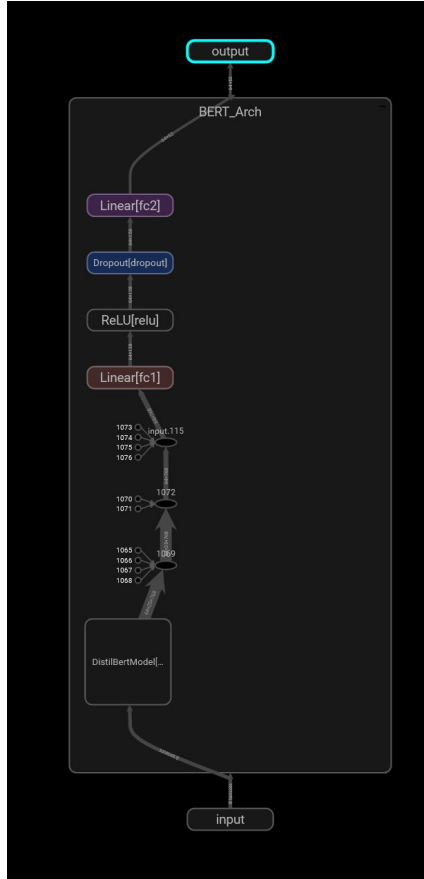 output
BERT_Arch
Linear[fc2]
Dropout[dropout]
ReLU[relu]
Linear[fc1]
1073
1074
1075
1076
input.115
1070
1071
1072
1065
1066
1067
1068
1069
DistilBertModel[...
input